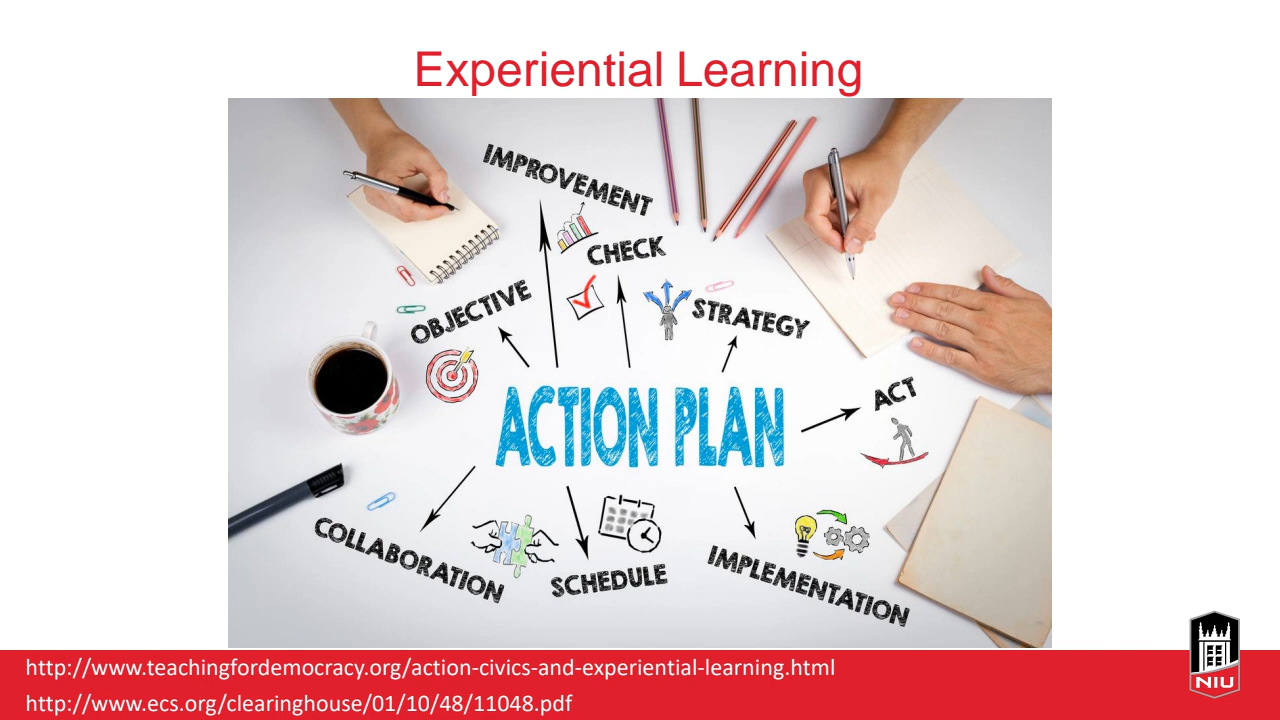 Experiential Learning
IMPROVEMENT
CHECK
OBJECTIVE
STRATEGY
ACTION PLAN
ACT
COLLABORATION
SCHEDULE
IMPLEMENTATION
http://www.teachingfordemocracy.org/action-civics-and-experiential-learning.html
http://www.ecs.org/clearinghouse/01/10/48/11048.pdf
NIU